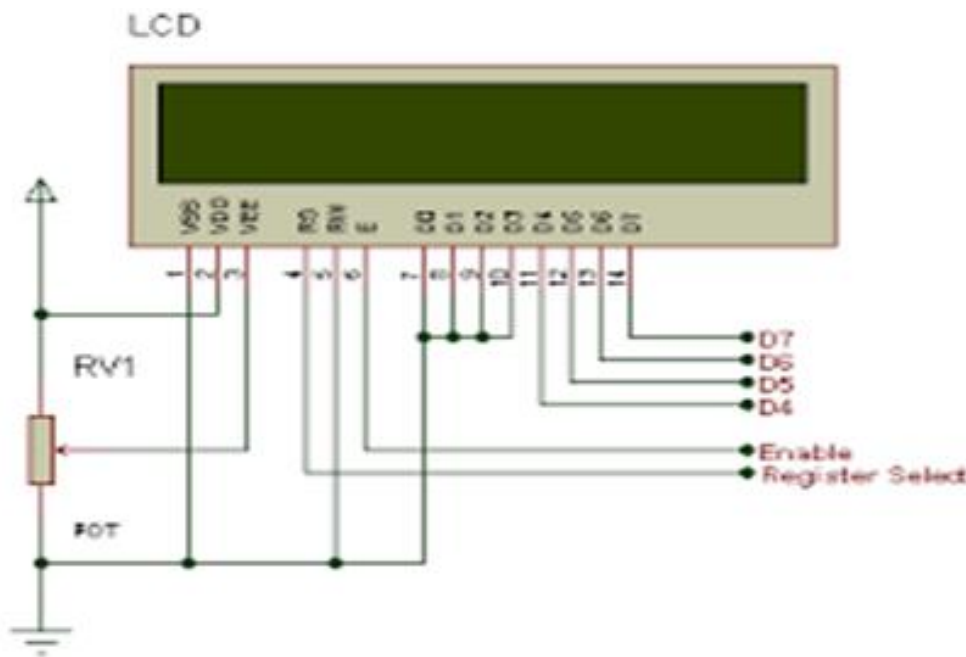 LCD
VSS VDD VEE RS RW E D0 D1 D2 D3 D4 D5 D6 D7
1 2 3 4 5 6 7 8 9 10 11 12 13 14
D7
RV1
D6
D5
D4
Enable
Register Select
POT